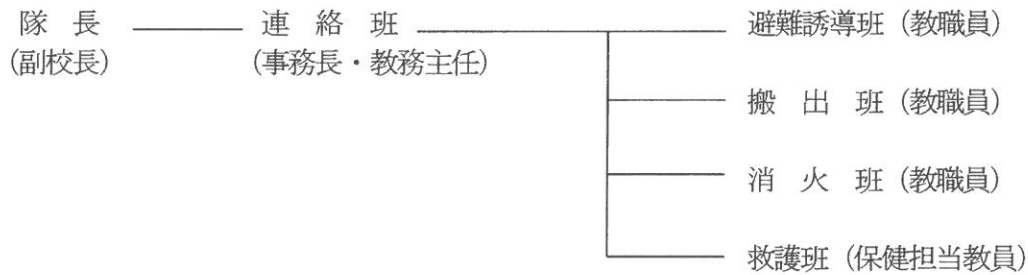 隊　長　連　絡　班　避難誘導班（教職員）
（副校長）　（事務長・教務主任）
搬　出　班（教職員）
消　火　班（教職員）
救護班（保健担当教員）